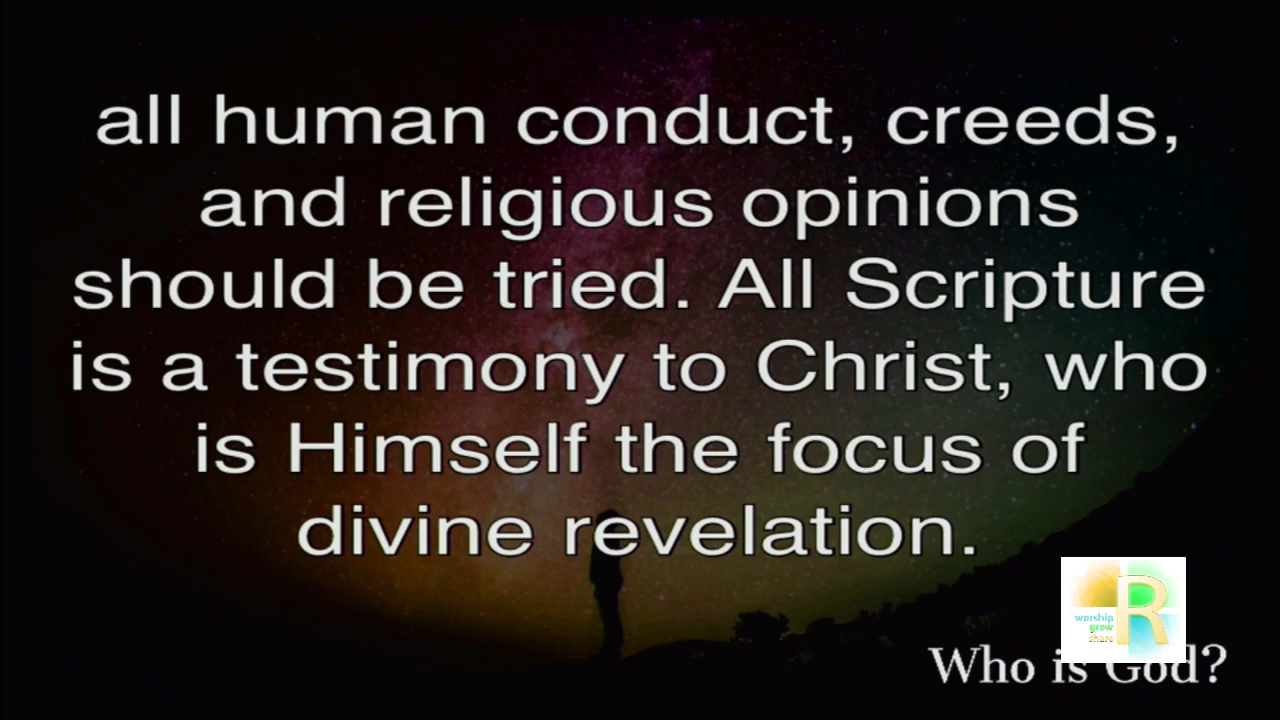 all human conduct, creeds,
and religious opinions
should be tried. All Scripture
is a testimony to Christ, who
is Himself the focus of
divine revelation.
R
worship
grow
share
Who is God?